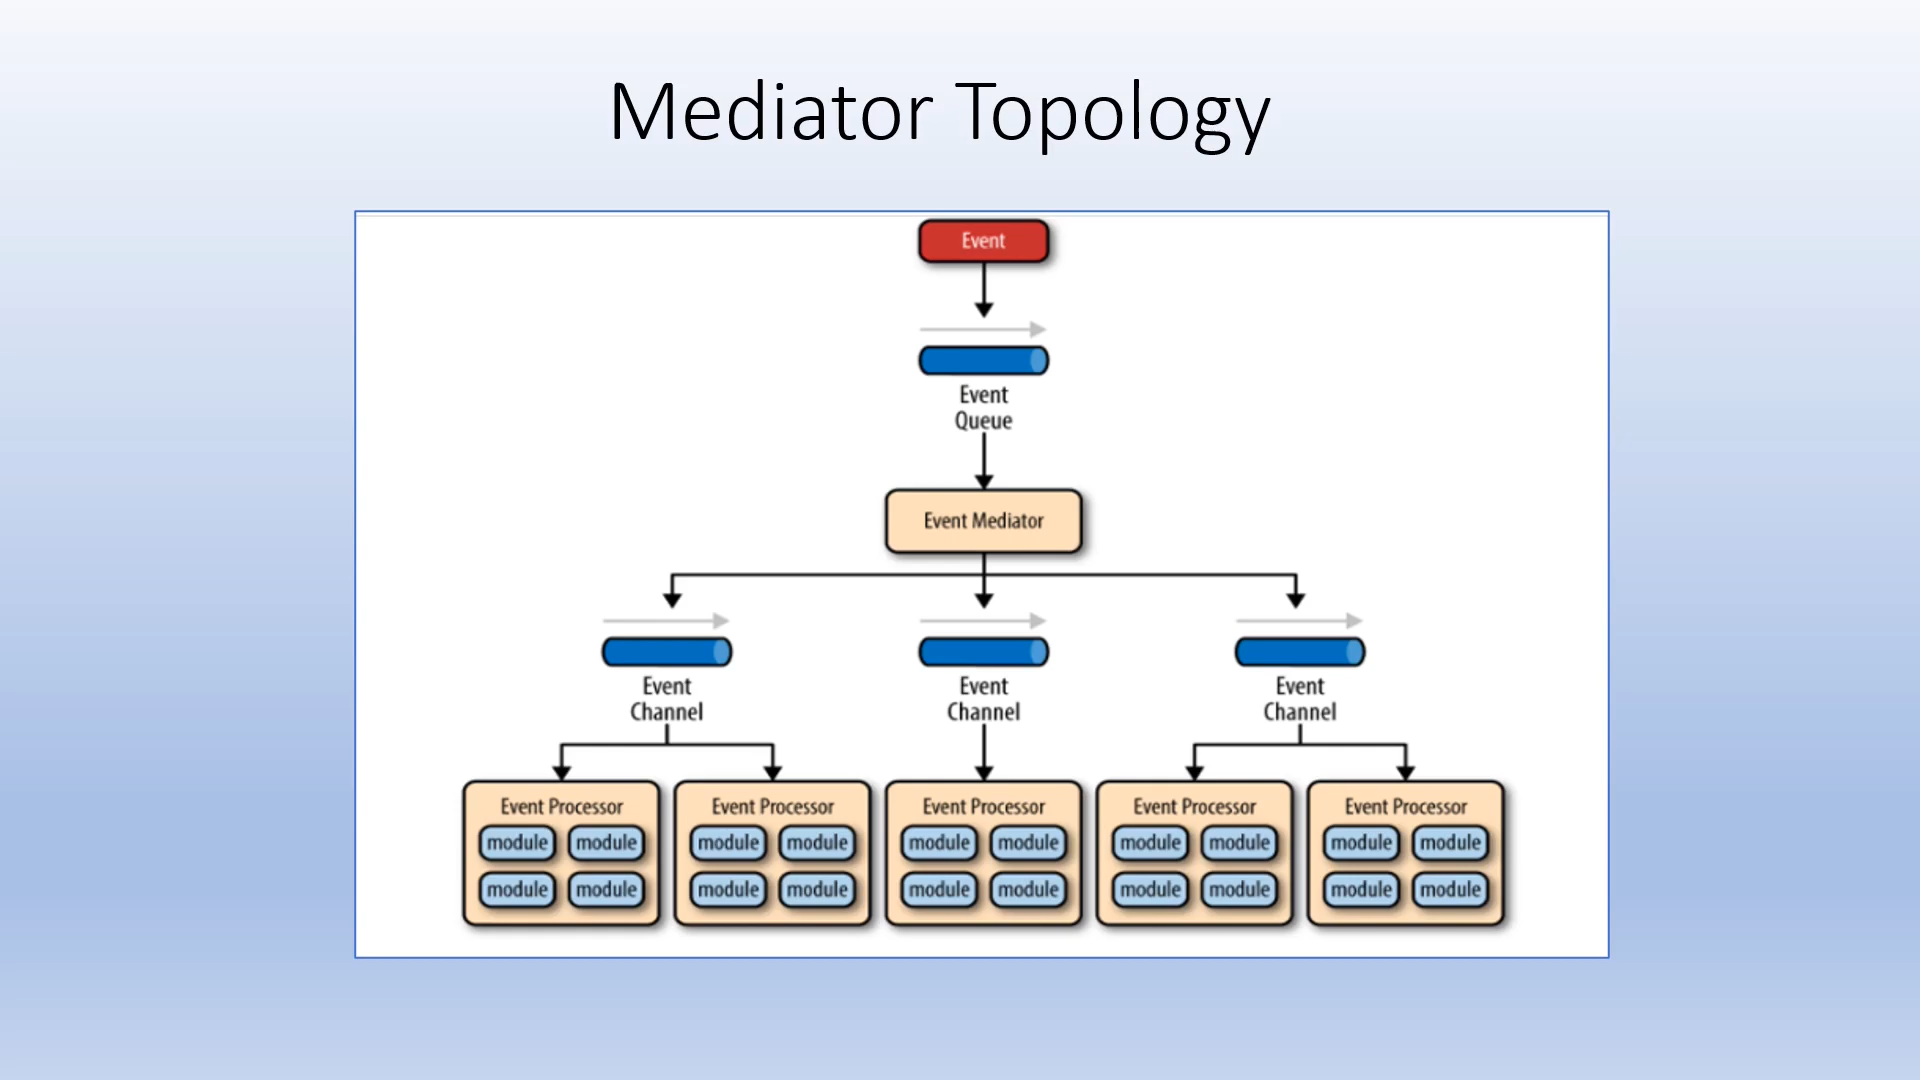 Mediator Topology
Event
Event
Queue
Event Mediator
Event
Channel
Event
Channel
Event
Channel
Event Processor
module module
module module
Event Processor
module module
module module
Event Processor
module module
module module
Event Processor
module module
module module
Event Processor
module module
module module